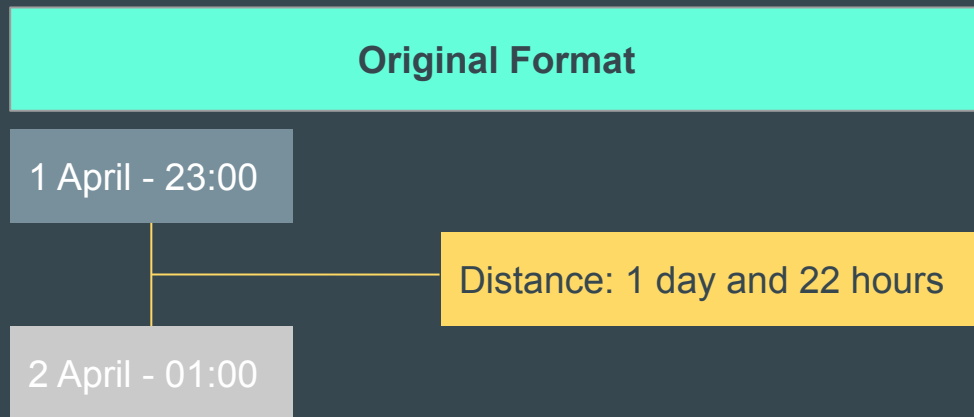 Original Format
1 April - 23:00
Distance: 1 day and 22 hours
2 April - 01:00